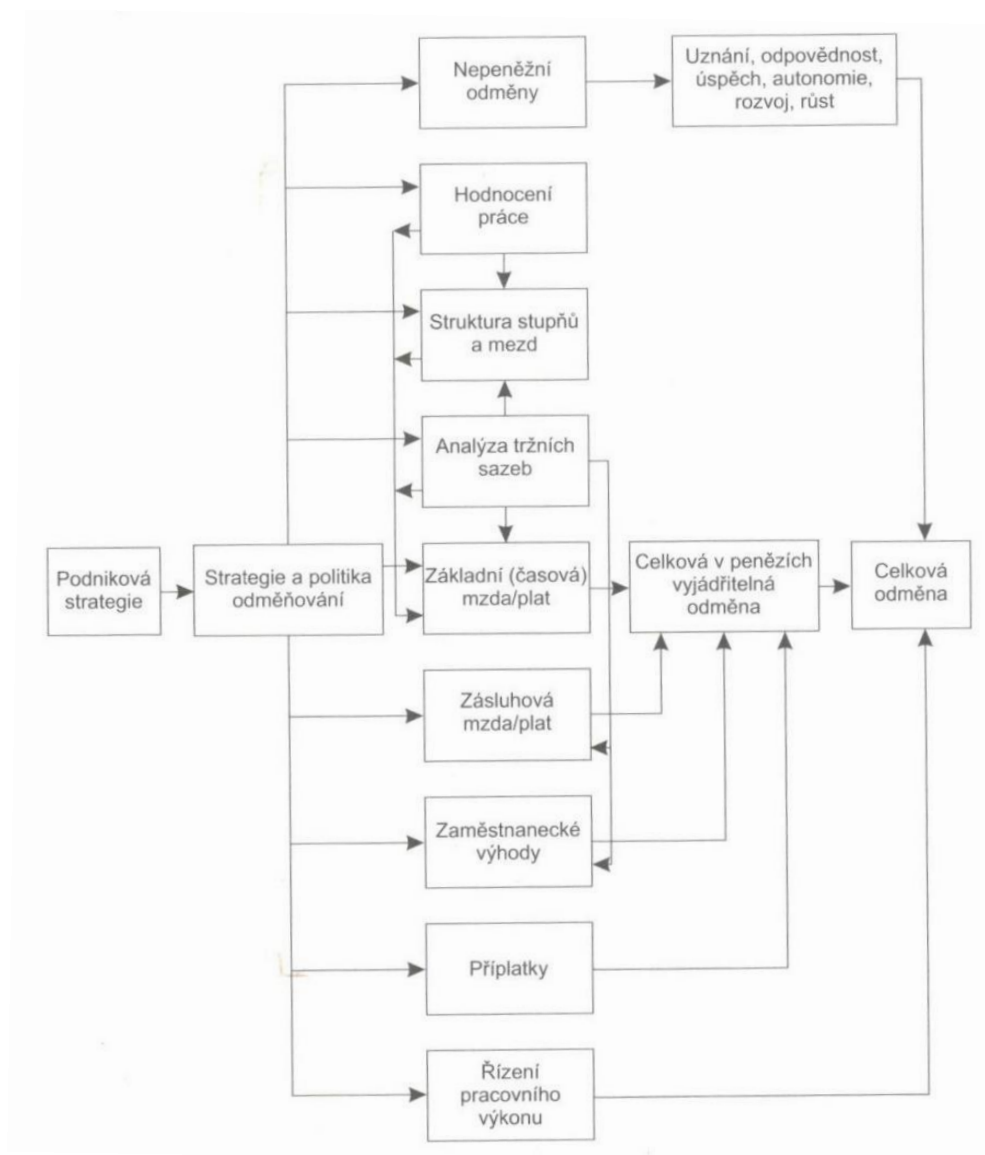 Nepeněžní
odměny
Uznání, odpovědnost,
úspěch, autonomie,
rozvoj, růst
Hodnocení
práce
Struktura stupňů
a mezd
Analýza tržních
sazeb
Podniková
strategie
Strategie a politika
odměňování
Základní (časová)
mzda/plat
Celková v penězích
vyjádřitelná
odměna
Celková
odměna
Zásluhová
mzda/plat
Zaměstnanecké
výhody
Příplatky
Řízení
pracovního
výkonu